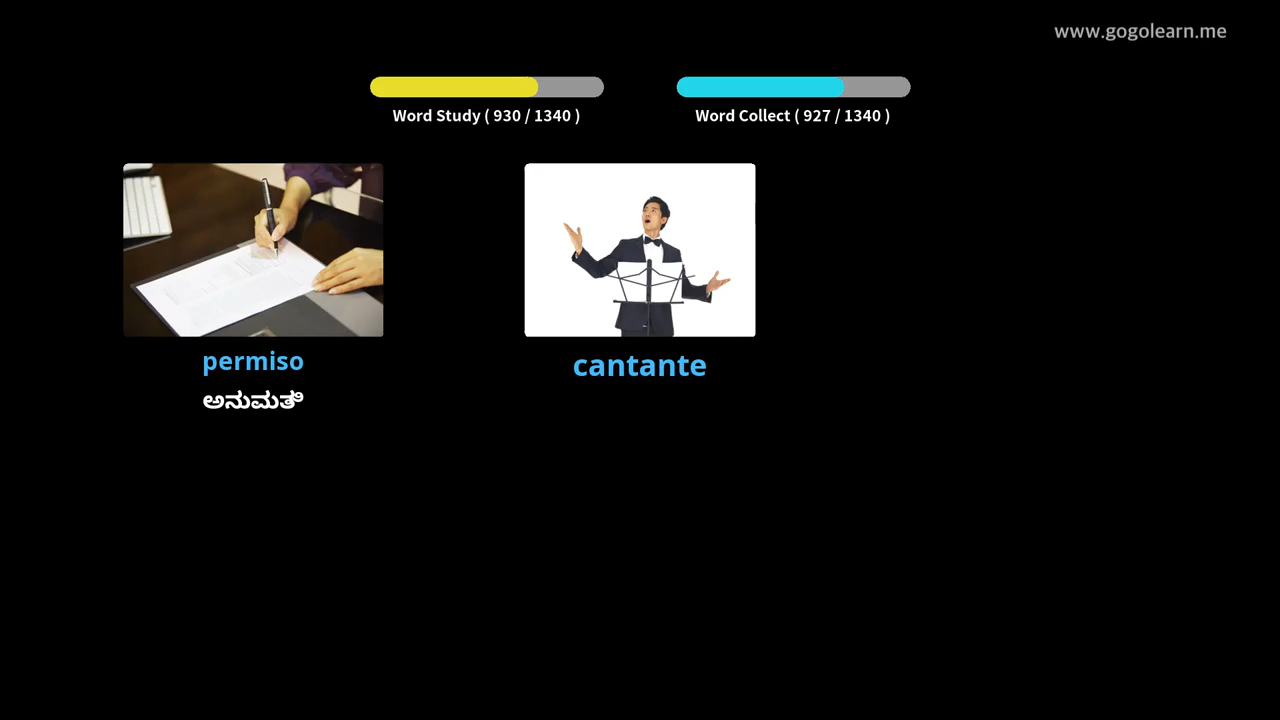 www.gogolearn.me
Word Study ( 930 / 1340 )
Word Collect ( 927 / 1340 )
permiso
ಅನುಮತಿ
cantante